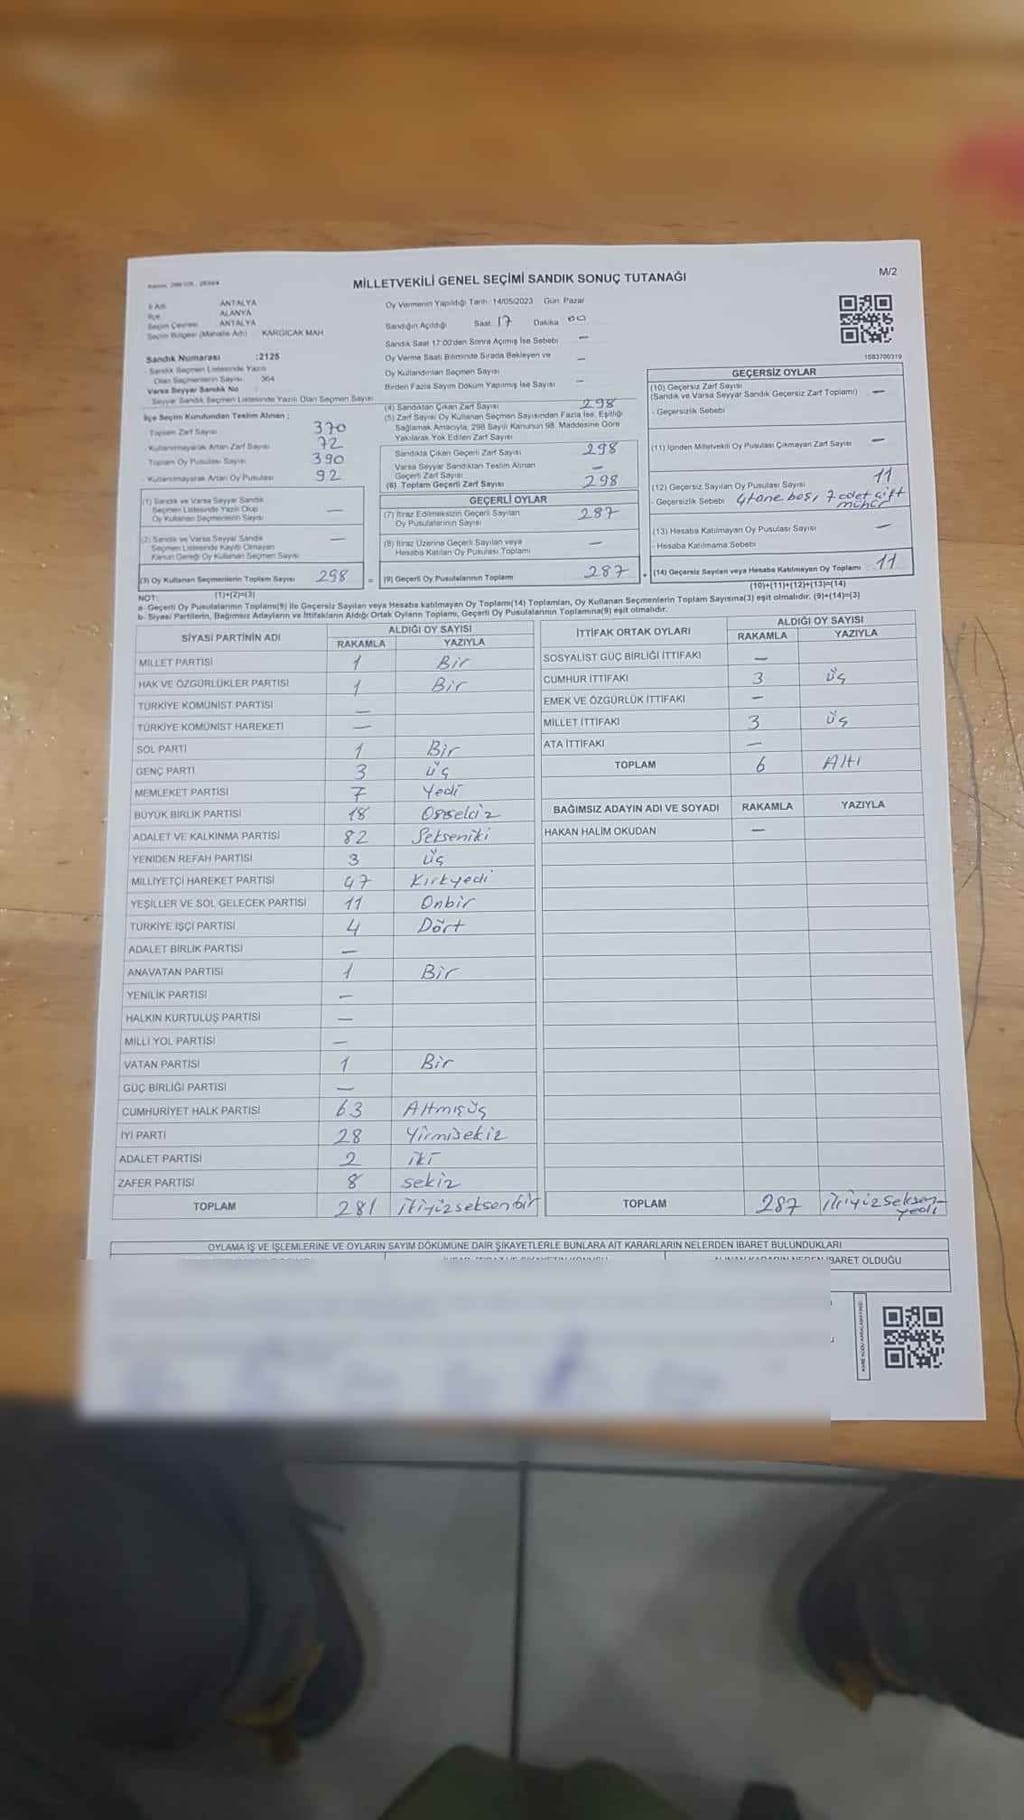 MİLLETVEKİLİ GENEL SEÇİMİ SANDIK SONUÇ TUTANAĞI
M/2
İl Adı ANTALYA
İlçe ALANYA
Seçim Çevresi ANTALYA
Seçim Bölgesi (Mahalle Adı) KARGICAK MAH
Sandık Numarası :2125
Sandık Seçmen Listesinde Yazılı
Olan Seçmenlerin Sayısı 364
Varsa Seyyar Sandık No
Seyyar Sandık Seçmen Listesinde Yazılı Olan Seçmen Sayısı
Oy Vermenin Yapıldığı Tarih 14/05/2023 Gün Pazar
Sandığın Açıldığı Saat 17 Dakika 00
Sandık Saat 17:00'den Sonra Açılmış İse Sebebi —
Oy Verme Saati Bitiminde Sırada Bekleyen ve
Oy Kullandırılan Seçmen Sayısı —
Birden Fazla Sayım Döküm Yapılmış İse Sayısı —
1583700319
İlçe Seçim Kurulundan Teslim Alınan ;
- Toplam Zarf Sayısı 370
- Kullanılmayarak Artan Zarf Sayısı 72
- Toplam Oy Pusulası Sayısı 390
- Kullanılmayarak Artan Oy Pusulası 92
(1) Sandık ve Varsa Seyyar Sandık
Seçmen Listesinde Yazılı Olup
Oy Kullanan Seçmenlerin Sayısı —
(2) Sandık ve Varsa Seyyar Sandık
Seçmen Listesinde Kayıtlı Olmayan
Kanun Gereği Oy Kullanan Seçmen Sayısı —
(3) Oy Kullanan Seçmenlerin Toplam Sayısı 298
(1)+(2)=(3)
(4) Sandıktan Çıkan Zarf Sayısı 298
(5) Zarf Sayısı Oy Kullanan Seçmen Sayısından Fazla İse, Eşitliği
Sağlamak Amacıyla, 298 Sayılı Kanunun 98. Maddesine Göre
Yakılarak Yok Edilen Zarf Sayısı
Sandıkta Çıkan Geçerli Zarf Sayısı 298
Varsa Seyyar Sandıktan Teslim Alınan
Geçerli Zarf Sayısı —
(6) Toplam Geçerli Zarf Sayısı 298
GEÇERLİ OYLAR
(7) İtiraz Edilmeksizin Geçerli Sayılan
Oy Pusulalarının Sayısı 287
(8) İtiraz Üzerine Geçerli Sayılan veya
Hesaba Katılan Oy Pusulası Toplamı —
= (9) Geçerli Oy Pusulalarının Toplamı 287
GEÇERSİZ OYLAR
(10) Geçersiz Zarf Sayısı
(Sandık ve Varsa Seyyar Sandık Geçersiz Zarf Toplamı) —
- Geçersizlik Sebebi
(11) İçinden Milletvekili Oy Pusulası Çıkmayan Zarf Sayısı —
(12) Geçersiz Sayılan Oy Pusulası Sayısı 11
- Geçersizlik Sebebi 4 tane boş, 7 adet çift
mühür
(13) Hesaba Katılmayan Oy Pusulası Sayısı —
- Hesaba Katılmama Sebebi
+ (14) Geçersiz Sayılan veya Hesaba Katılmayan Oy Toplamı 11
(10)+(11)+(12)+(13)=(14)
NOT:
a- Geçerli Oy Pusulalarının Toplamı(9) ile Geçersiz Sayılan veya Hesaba katılmayan Oy Toplamı(14) Toplamları, Oy Kullanan Seçmenlerin Toplam Sayısına(3) eşit olmalıdır. (9)+(14)=(3)
b- Siyasi Partilerin, Bağımsız Adayların ve İttifakların Aldığı Ortak Oyların Toplamı, Geçerli Oy Pusulalarının Toplamına(9) eşit olmalıdır.
SİYASİ PARTİNİN ADI ALDIĞI OY SAYISI
RAKAMLA YAZIYLA
MİLLET PARTİSİ 1 Bir
HAK VE ÖZGÜRLÜKLER PARTİSİ 1 Bir
TÜRKİYE KOMÜNİST PARTİSİ —
TÜRKİYE KOMÜNİST HAREKETİ —
SOL PARTİ 1 Bir
GENÇ PARTİ 3 üç
MEMLEKET PARTİSİ 7 Yedi
BÜYÜK BİRLİK PARTİSİ 18
ADALET VE KALKINMA PARTİSİ 82 Sekseniki
YENİDEN REFAH PARTİSİ 3 üç
MİLLİYETÇİ HAREKET PARTİSİ 47 Kırkyedi
YEŞİLLER VE SOL GELECEK PARTİSİ 11 Onbir
TÜRKİYE İŞÇİ PARTİSİ 4 Dört
ADALET BİRLİK PARTİSİ —
ANAVATAN PARTİSİ 1 Bir
YENİLİK PARTİSİ —
HALKIN KURTULUŞ PARTİSİ —
MİLLİ YOL PARTİSİ —
VATAN PARTİSİ 1 Bir
GÜÇ BİRLİĞİ PARTİSİ —
CUMHURİYET HALK PARTİSİ 63 Altmışüç
İYİ PARTİ 28 Yirmisekiz
ADALET PARTİSİ 2 iki
ZAFER PARTİSİ 8 sekiz
TOPLAM 281 ikiyüzseksenbir
İTTİFAK ORTAK OYLARI ALDIĞI OY SAYISI
RAKAMLA YAZIYLA
SOSYALİST GÜÇ BİRLİĞİ İTTİFAKI —
CUMHUR İTTİFAKI 3 üç
EMEK VE ÖZGÜRLÜK İTTİFAKI —
MİLLET İTTİFAKI 3 üç
ATA İTTİFAKI —
TOPLAM 6 Altı
BAĞIMSIZ ADAYIN ADI VE SOYADI RAKAMLA YAZIYLA
HAKAN HALİM OKUDAN —
TOPLAM 287 ikiyüzseksen-
yedi
OYLAMA İŞ VE İŞLEMLERİNE VE OYLARIN SAYIM DÖKÜMÜNE DAİR ŞİKAYETLERLE BUNLARA AİT KARARLARIN NELERDEN İBARET BULUNDUKLARI
İBARET OLDUĞU